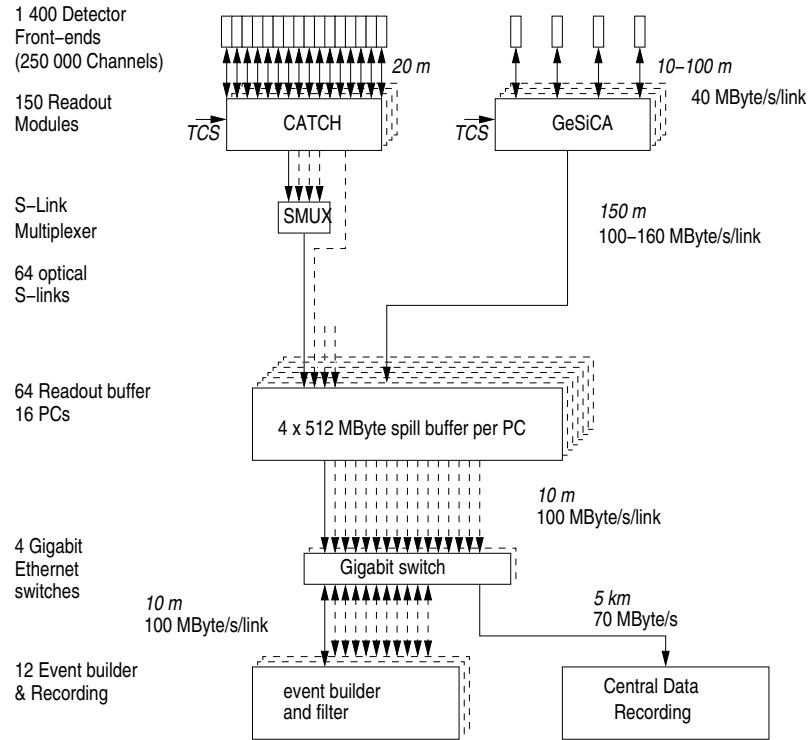 1 400 Detector
Front−ends
(250 000 Channels)
20 m
10−100 m
40 MByte/s/link
150 Readout
Modules
TCS
CATCH
TCS
GeSiCA
S−Link
Multiplexer
SMUX
150 m
100−160 MByte/s/link
64 optical
S−links
64 Readout buffer
16 PCs
4 x 512 MByte spill buffer per PC
10 m
100 MByte/s/link
4 Gigabit
Ethernet
switches
Gigabit switch
10 m
100 MByte/s/link
5 km
70 MByte/s
12 Event builder
& Recording
event builder
and filter
Central Data
Recording